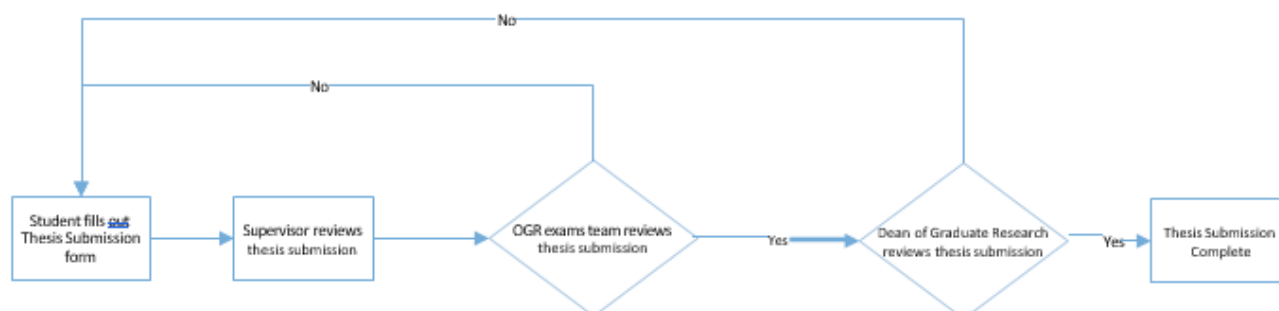 No
No
Student fills out
Thesis Submission
form
Supervisor reviews
thesis submission
OGR exams team reviews
thesis submission
Yes
Dean of Graduate Research
reviews thesis submission
Yes
Thesis Submission
Complete